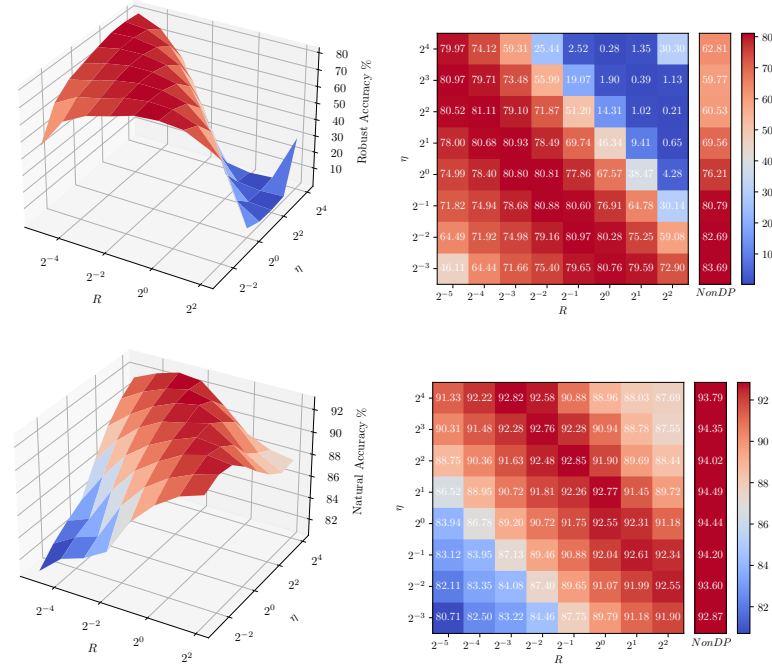 80
70
60
50
40
30
20
10
Robust Accuracy %
2^4
2^2
2^0
2^{-2}
η
2^{-4}
2^{-2}
2^0
2^2
R
2^4 79.97 74.12 59.31 25.44 2.52 0.28 1.35 30.30 62.81
2^3 80.97 79.71 73.48 55.99 19.07 1.90 0.39 1.13 59.77
2^2 80.52 81.11 79.10 71.87 51.20 14.31 1.02 0.21 60.53
2^1 78.00 80.68 80.93 78.49 69.74 46.34 9.41 0.65 69.56
η
2^0 74.99 78.40 80.80 80.81 77.86 67.57 38.47 4.28 76.21
2^{-1} 71.82 74.94 78.68 80.88 80.60 76.91 64.78 30.14 80.79
2^{-2} 64.49 71.92 74.98 79.16 80.97 80.28 75.25 59.08 82.69
2^{-3} 46.11 64.44 71.66 75.40 79.65 80.76 79.59 72.90 83.69
2^{-5} 2^{-4} 2^{-3} 2^{-2} 2^{-1} 2^0 2^1 2^2 NonDP
R
80
70
60
50
40
30
20
10
92
90
88
86
84
82
Natural Accuracy %
2^4
2^2
2^0
2^{-2}
η
2^{-4}
2^{-2}
2^0
2^2
R
2^4 91.33 92.22 92.82 92.58 90.88 88.96 88.03 87.69 93.79
2^3 90.31 91.48 92.28 92.76 92.28 90.94 88.78 87.55 94.35
2^2 88.75 90.36 91.63 92.48 92.85 91.90 89.69 88.44 94.02
2^1 86.52 88.95 90.72 91.81 92.26 92.77 91.45 89.72 94.49
η
2^0 83.94 86.78 89.20 90.72 91.75 92.55 92.31 91.18 94.44
2^{-1} 83.12 83.95 87.13 89.46 90.88 92.04 92.61 92.34 94.20
2^{-2} 82.11 83.35 84.08 87.40 89.65 91.07 91.99 92.55 93.60
2^{-3} 80.71 82.50 83.22 84.46 87.75 89.79 91.18 91.90 92.87
2^{-5} 2^{-4} 2^{-3} 2^{-2} 2^{-1} 2^0 2^1 2^2 NonDP
R
92
90
88
86
84
82